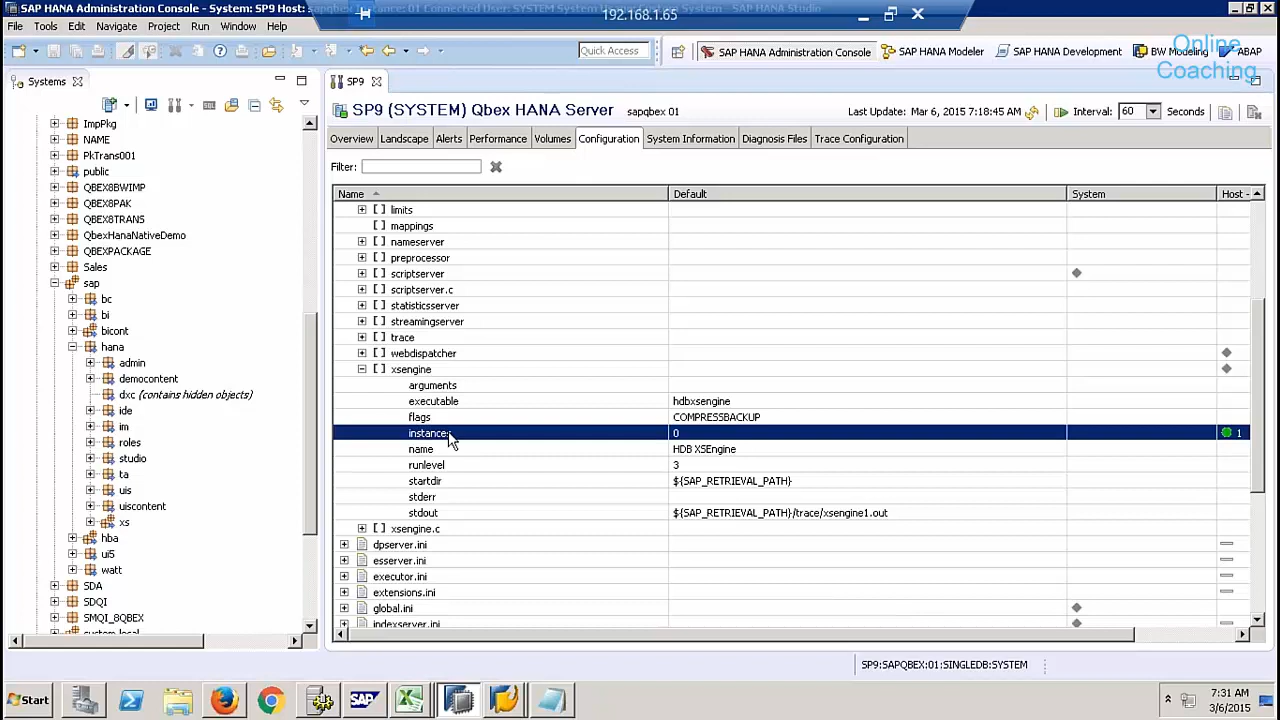 SAP HANA Administration Console - System: SP9 Host:
192.168.1.65
File Edit Navigate Project Run Window Help
Quick Access
SAP HANA Administration Console
SAP HANA Modeler
SAP HANA Development
BW Modeling
ABAP
Online
Coaching
Systems
SP9
SP9 (SYSTEM) Qbex HANA Server sapqbex 01
Last Update: Mar 6, 2015 7:18:45 AM
Interval: 60 Seconds
Overview Landscape Alerts Performance Volumes Configuration System Information Diagnosis Files Trace Configuration
Filter:
Name Default System Host -
ImpPkg
NAME
PkTrans001
public
QBEX8BWIMP
QBEX8PAK
QBEX8TRANS
QbexHanaNativeDemo
QBEXPACKAGE
Sales
sap
bc
bi
bicont
hana
admin
democontent
dxc (contains hidden objects)
ide
im
roles
studio
ta
uis
uiscontent
xs
hba
ui5
watt
SDA
SDQI
SMQI_8QBEX
system-local
[ ] limits
[ ] mappings
[ ] nameserver
[ ] preprocessor
[ ] scriptserver
[ ] scriptserver.c
[ ] statisticsserver
[ ] streamingserver
[ ] trace
[ ] webdispatcher
[ ] xsengine
arguments
executable hdbxsengine
flags COMPRESSBACKUP
instances 0 1
name HDB XSEngine
runlevel 3
startdir ${SAP_RETRIEVAL_PATH}
stderr
stdout ${SAP_RETRIEVAL_PATH}/trace/xsengine1.out
[ ] xsengine.c
dpserver.ini
esserver.ini
executor.ini
extensions.ini
global.ini
indexserver.ini
SP9:SAPQBEX:01:SINGLEDB:SYSTEM
Start
SAP
7:31 AM
3/6/2015